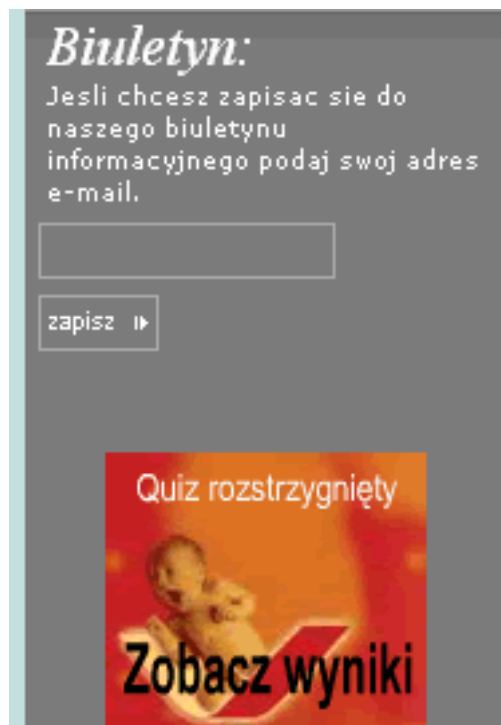 Biuletyn:
Jesli chcesz zapisac sie do
naszego biuletynu
informacyjnego podaj swoj adres
e-mail.
zapisz
Quiz rozstrzygnięty
Zobacz wyniki